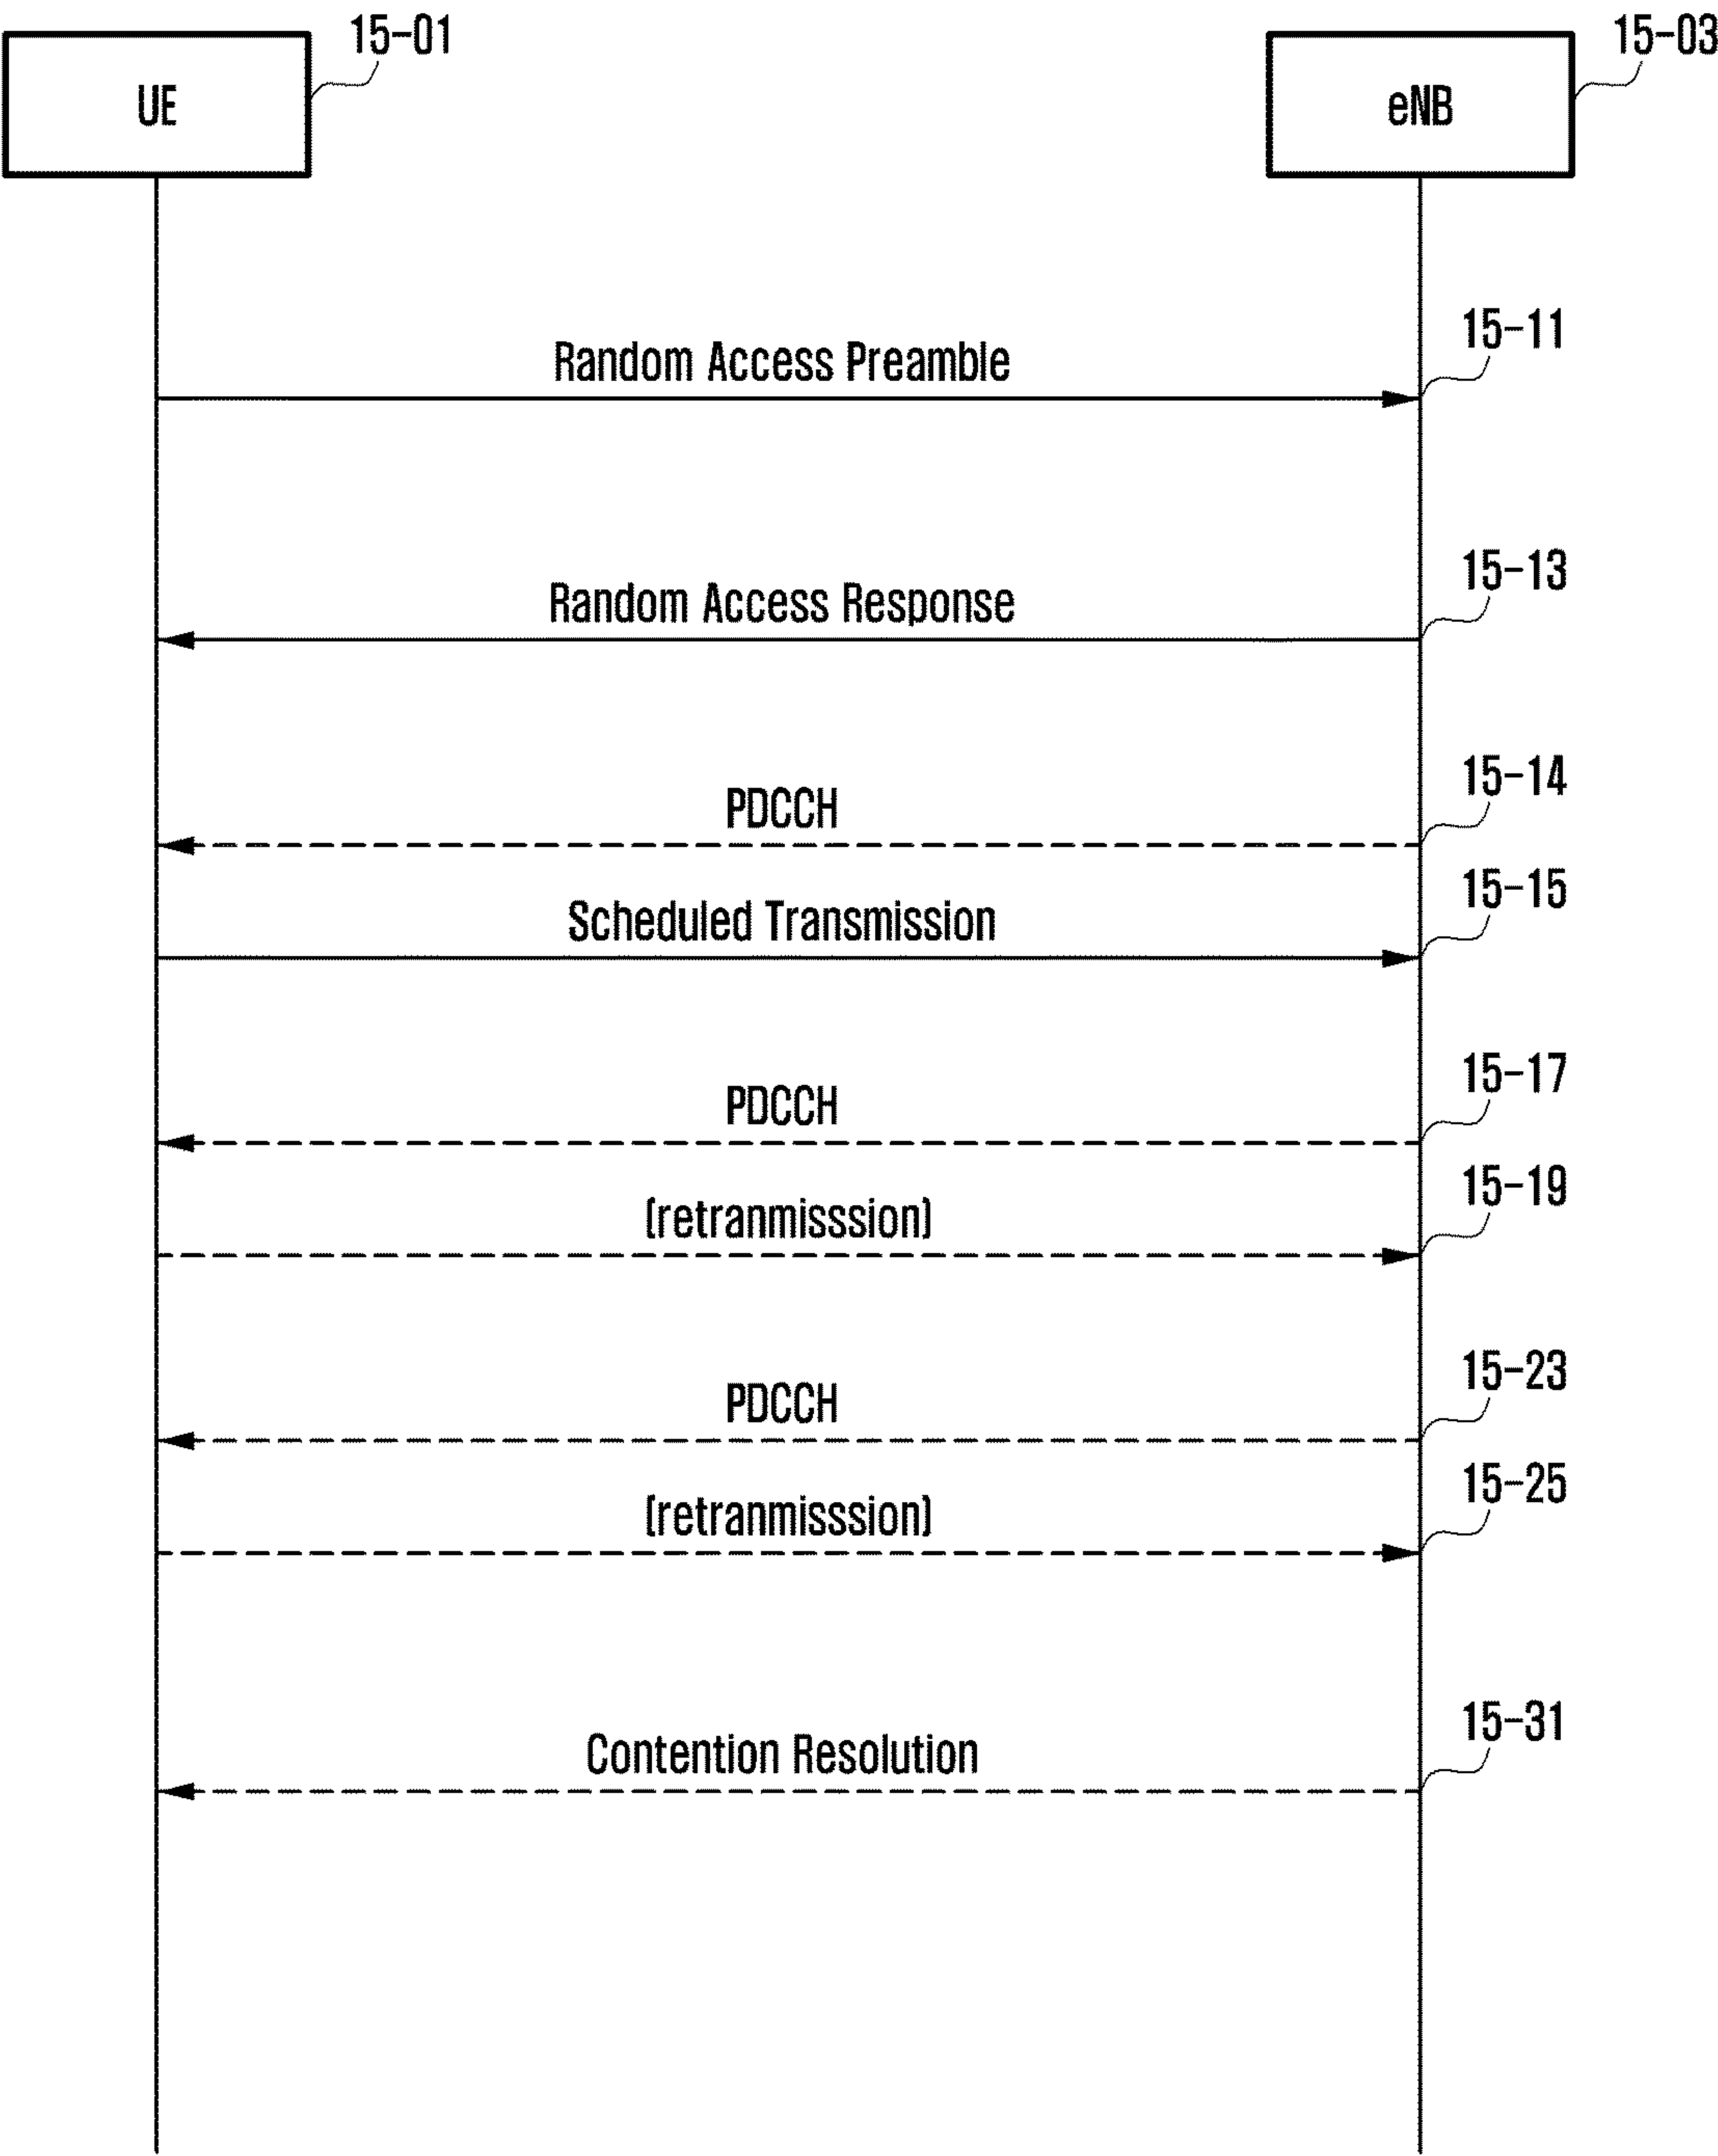 15-01
15-03
UE
eNB
15-11
Random Access Preamble
15-13
Random Access Response
15-14
PDCCH
15-15
Scheduled Transmission
15-17
PDCCH
15-19
(retranmisssion)
15-23
PDCCH
15-25
(retranmisssion)
15-31
Contention Resolution